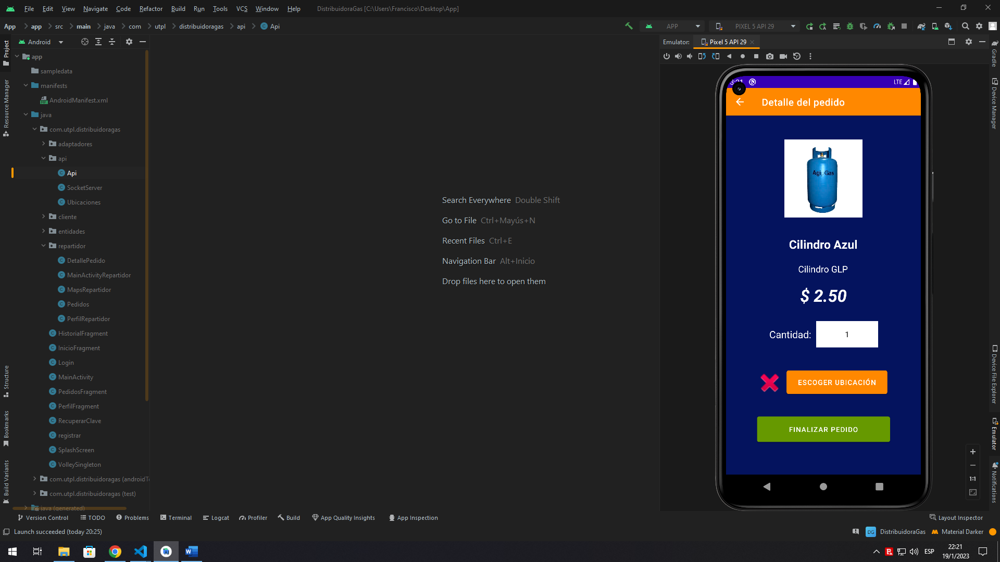 File Edit View Navigate Code Refactor Build Run Tools VCS Window Help DistribuidoraGas [C:\Users\Francisco\Desktop\App]
App app src main java com utpl distribuidoragas api Api
APP PIXEL 5 API 29
Project
Android
Emulator: Pixel 5 API 29
Gradle
app
sampledata
manifests
AndroidManifest.xml
java
com.utpl.distribuidoragas
adaptadores
api
Api
SocketServer
Ubicaciones
cliente
entidades
repartidor
DetallePedido
MainActivityRepartidor
MapsRepartidor
Pedidos
PerfilRepartidor
HistorialFragment
InicioFragment
Login
MainActivity
PedidosFragment
PerfilFragment
RecuperarClave
registrar
SplashScreen
VolleySingleton
com.utpl.distribuidoragas (androidTe
com.utpl.distribuidoragas (test)
java (generated)
Resource Manager
Structure
Bookmarks
Build Variants
Search Everywhere Double Shift
Go to File Ctrl+Mayús+N
Recent Files Ctrl+E
Navigation Bar Alt+Inicio
Drop files here to open them
LTE
Detalle del pedido
AgipGas
Cilindro Azul
Cilindro GLP
$ 2.50
Cantidad: 1
ESCOGER UBICACIÓN
FINALIZAR PEDIDO
Device Manager
Device File Explorer
Emulator
Notifications
1:1
Version Control TODO Problems Terminal Logcat Profiler Build App Quality Insights App Inspection Layout Inspector
Launch succeeded (today 20:25) DG DistribuidoraGas Material Darker
ESP
22:21
19/1/2023